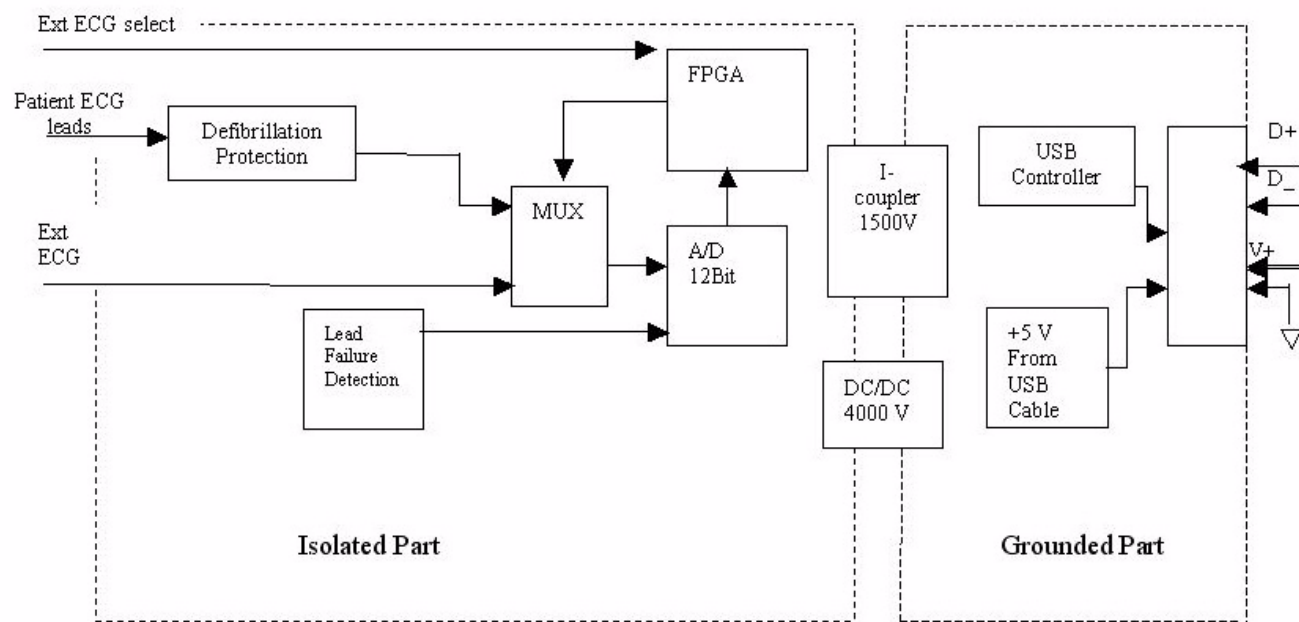 Ext ECG select
FPGA
Patient ECG
leads
Defibrillation
Protection
USB
Controller
D+
D_
I-
coupler
1500V
MUX
Ext
ECG
A/D
12Bit
V+
Lead
Failure
Detection
+5 V
From
USB
Cable
DC/DC
4000 V
Isolated Part
Grounded Part